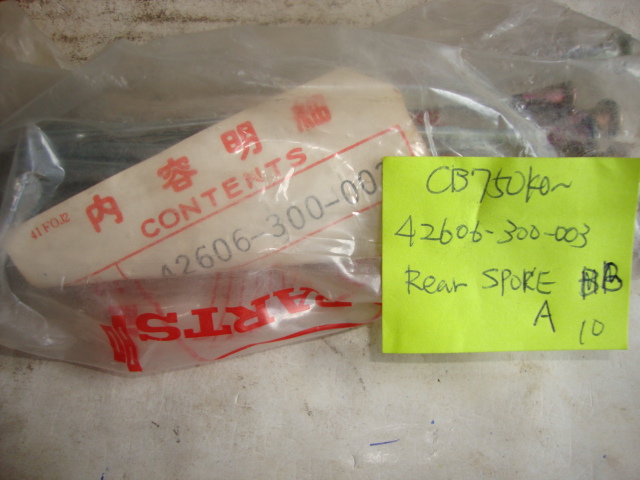 内容明細
CONTENTS
41F0J2
42606-300-00
PARTS
CB750K0~
42606-300-003
Rear SPOKE BB
A 10